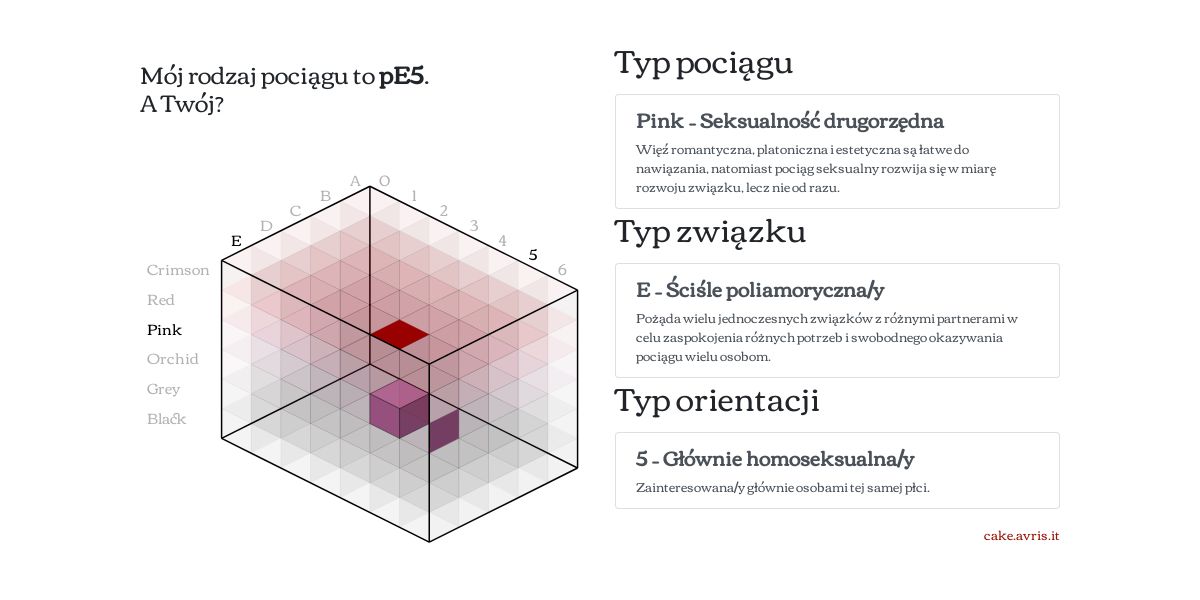 Mój rodzaj pociągu to pE5.
A Twój?
A O
B 1
C 2
D 3
E 4
5
6
Crimson
Red
Pink
Orchid
Grey
Black
Typ pociągu
Pink - Seksualność drugorzędna
Więź romantyczna, platoniczna i estetyczna są łatwe do
nawiązania, natomiast pociąg seksualny rozwija się w miarę
rozwoju związku, lecz nie od razu.
Typ związku
E - Ściśle poliamoryczna/y
Pożąda wielu jednoczesnych związków z różnymi partnerami w
celu zaspokojenia różnych potrzeb i swobodnego okazywania
pociągu wielu osobom.
Typ orientacji
5 - Głównie homoseksualna/y
Zainteresowana/y głównie osobami tej samej płci.
cake.avris.it